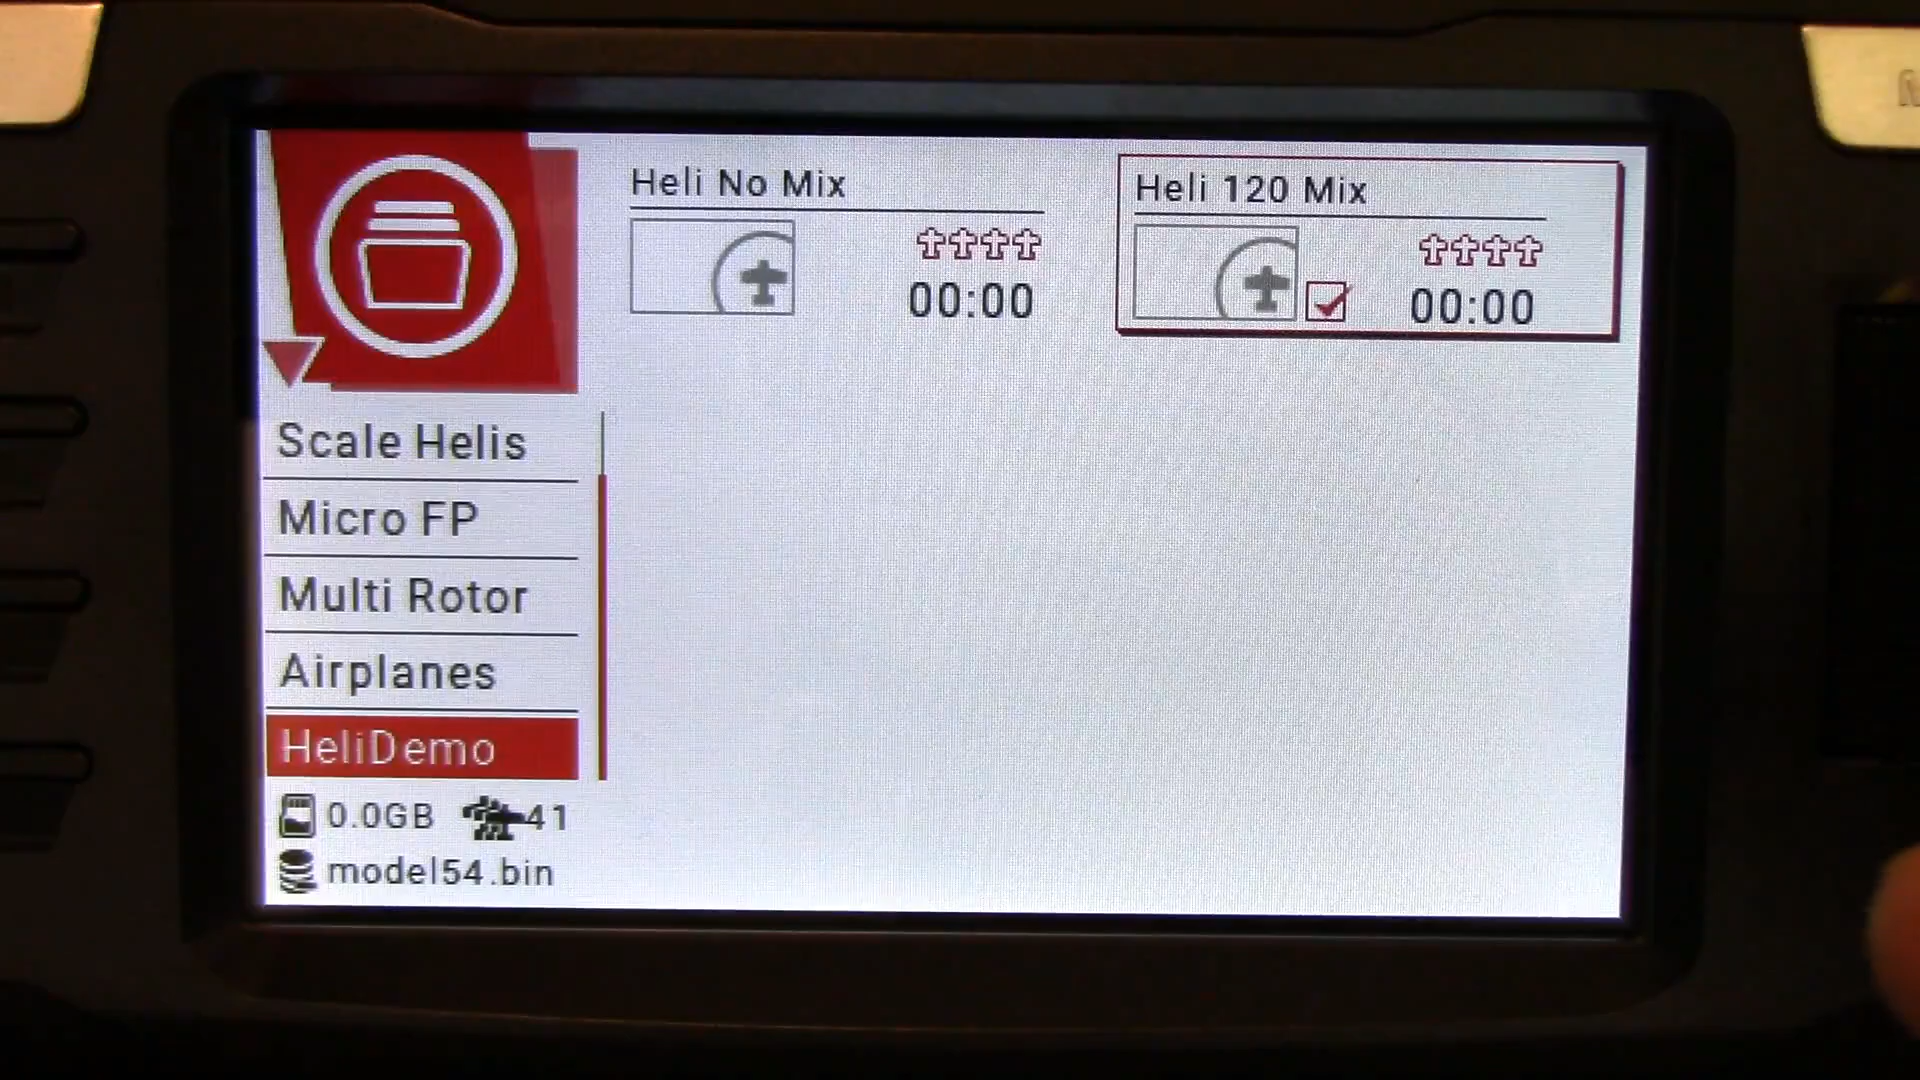 Heli No Mix
00:00
Heli 120 Mix
00:00
Scale Helis
Micro FP
Multi Rotor
Airplanes
HeliDemo
0.0GB 41
model54.bin